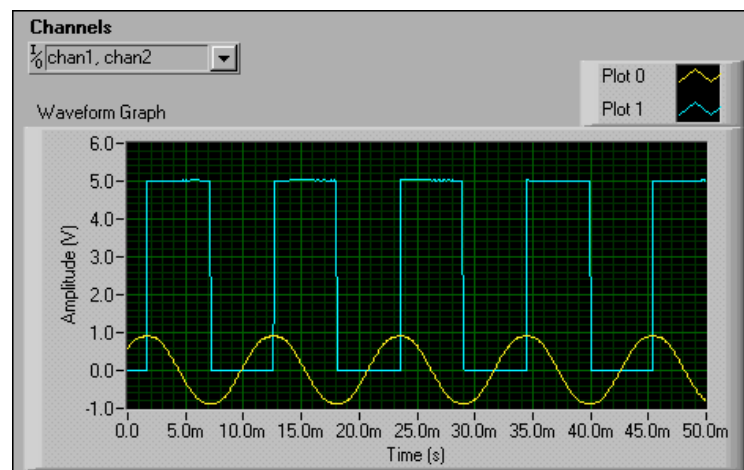 Channels
I/0 chan1, chan2
Plot 0
Plot 1
Waveform Graph
6.0
5.0
4.0
3.0
2.0
1.0
0.0
-1.0
Amplitude (V)
0.0 5.0m 10.0m 15.0m 20.0m 25.0m 30.0m 35.0m 40.0m 45.0m 50.0m
Time (s)